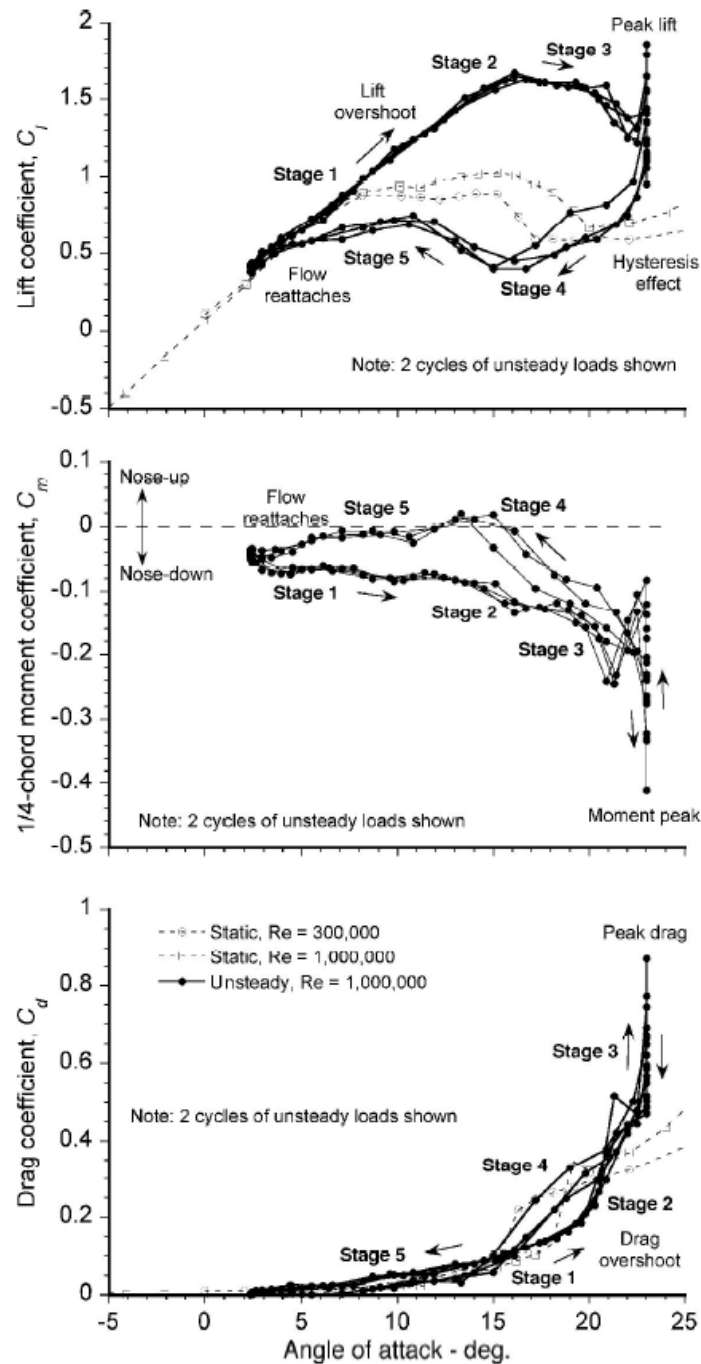 2
1.5
1
0.5
0
-0.5
Lift coefficient, C_l
Peak lift
Stage 3
Stage 2
Lift
overshoot
Stage 1
Stage 5
Flow
reattaches
Stage 4
Hysteresis
effect
Note: 2 cycles of unsteady loads shown
0.1
0
-0.1
-0.2
-0.3
-0.4
-0.5
1/4-chord moment coefficient, C_m
Nose-up
Nose-down
Flow
reattaches
Stage 5
Stage 4
Stage 1
Stage 2
Stage 3
Note: 2 cycles of unsteady loads shown
Moment peak
1
0.8
0.6
0.4
0.2
0
Drag coefficient, C_d
Static, Re = 300,000
Static, Re = 1,000,000
Unsteady, Re = 1,000,000
Peak drag
Stage 3
Note: 2 cycles of unsteady loads shown
Stage 4
Stage 2
Stage 5
Stage 1
Drag
overshoot
-5 0 5 10 15 20 25
Angle of attack - deg.